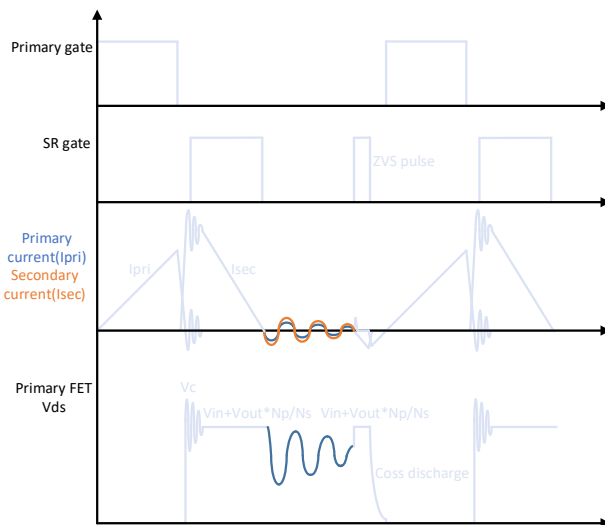 Primary gate
SR gate
ZVS pulse
Primary
current(Ipri)
Secondary
current(Isec)
Ipri
Isec
Primary FET
Vds
Vc
Vin+Vout*Np/Ns
Vin+Vout*Np/Ns
Coss discharge